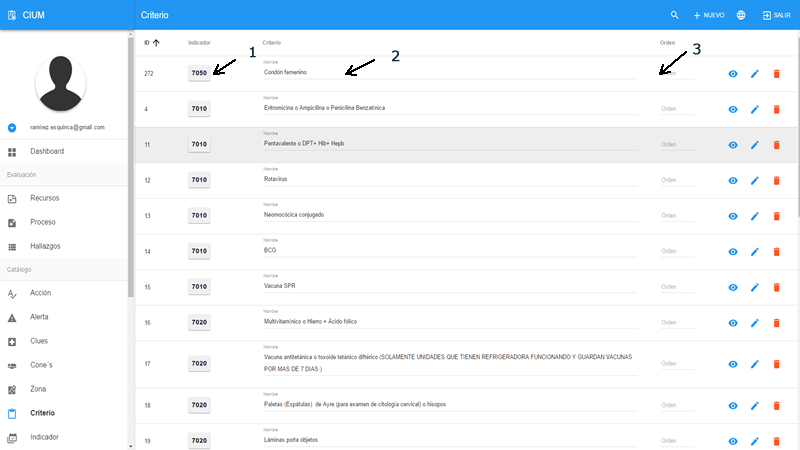 CIUM
Criterio
NUEVO
SALIR
ramirez.esquinca@gmail.com
Dashboard
Evaluación
Recursos
Proceso
Hallazgos
Catálogo
Acción
Alerta
Clues
Cone´s
Zona
Criterio
Indicador
ID Indicador Criterio Orden
1 2 3
Nombre
272 7050 Condón femenino Orden
Nombre
4 7010 Eritromicina o Ampicilina o Penicilina Benzatínica Orden
Nombre
11 7010 Pentavalente o DPT+ Hib+ Hepb Orden
Nombre
12 7010 Rotavirus Orden
Nombre
13 7010 Neomocócica conjugado Orden
Nombre
14 7010 BCG Orden
Nombre
15 7010 Vacuna SPR Orden
Nombre
16 7020 Multivitamínico o Hierro + Ácido fólico Orden
Nombre
17 7020 Vacuna antitetánica o toxoide tetánico diftérico (SOLAMENTE UNIDADES QUE TIENEN REFRIGERADORA FUNCIONANDO Y GUARDAN VACUNAS Orden
POR MAS DE 7 DIAS )
Nombre
18 7020 Paletas (Espátulas) de Ayre (para examen de citología cervical) o hisopos Orden
Nombre
19 7020 Láminas porta objetos Orden